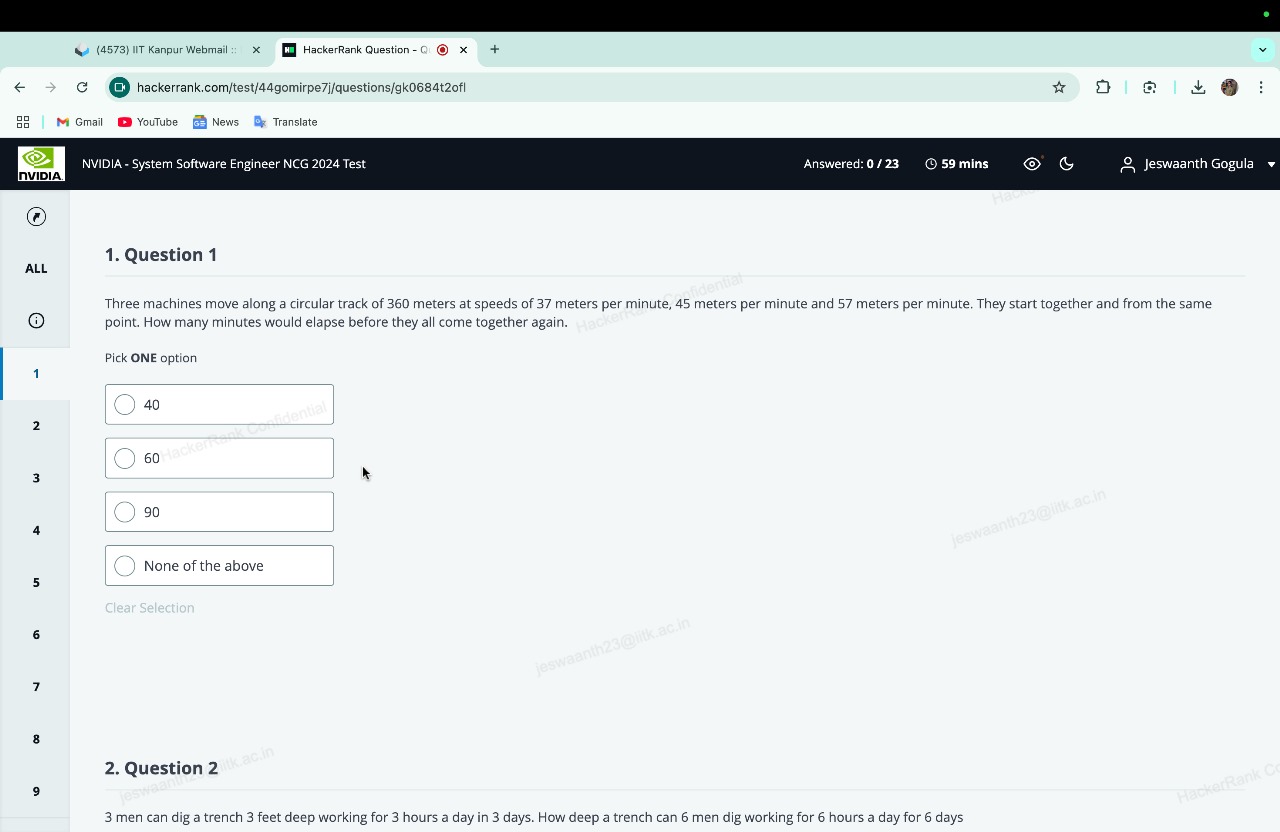 (4573) IIT Kanpur Webmail ::
HackerRank Question - Q
hackerrank.com/test/44gomirpe7j/questions/gk0684t2ofl
Gmail
YouTube
News
Translate
NVIDIA.
NVIDIA - System Software Engineer NCG 2024 Test
Answered: 0 / 23
59 mins
Jeswaanth Gogula
ALL
1
2
3
4
5
6
7
8
9
1. Question 1
Three machines move along a circular track of 360 meters at speeds of 37 meters per minute, 45 meters per minute and 57 meters per minute. They start together and from the same
point. How many minutes would elapse before they all come together again.
Pick ONE option
40
60
90
None of the above
Clear Selection
2. Question 2
3 men can dig a trench 3 feet deep working for 3 hours a day in 3 days. How deep a trench can 6 men dig working for 6 hours a day for 6 days
HackerRank Confidential
HackerRank Confidential
jeswaanth23@iitk.ac.in
jeswaanth23@iitk.ac.in
jeswaanth23@iitk.ac.in
HackerRank Co